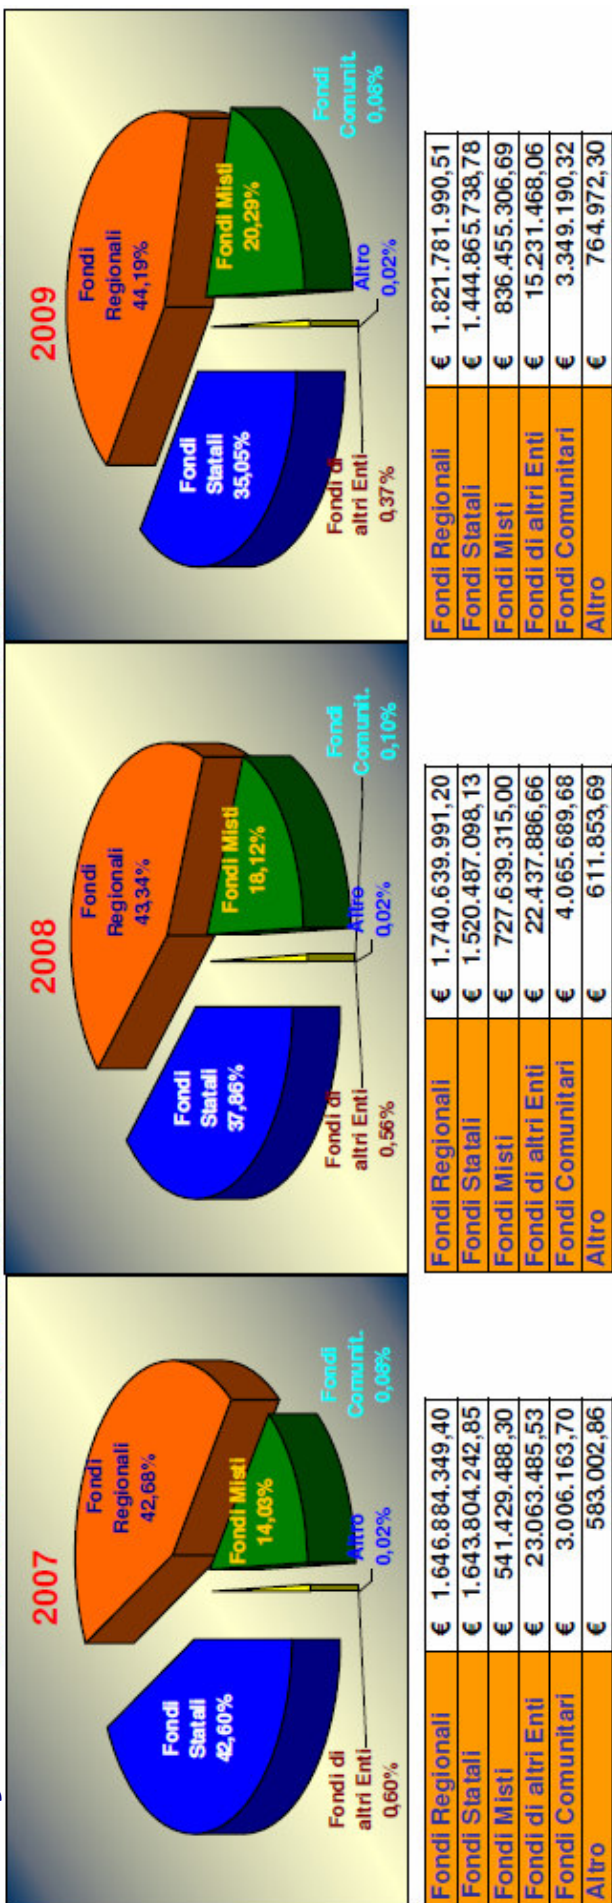 2007
Fondi
Regionali
42,68%
Fondi Misti
14,03%
Fondi
Statali
42,60%
Fondi di
altri Enti
0,60%
Altro
0,02%
Fondi
Comunit.
0,08%
Fondi Regionali € 1.646.884.349,40
Fondi Statali € 1.643.804.242,85
Fondi Misti € 541.429.488,30
Fondi di altri Enti € 23.063.485,53
Fondi Comunitari € 3.006.163,70
Altro € 583.002,86
2008
Fondi
Regionali
43,34%
Fondi Misti
18,12%
Fondi
Statali
37,86%
Fondi di
altri Enti
0,56%
Altro
0,02%
Fondi
Comunit.
0,10%
Fondi Regionali € 1.740.639.991,20
Fondi Statali € 1.520.487.098,13
Fondi Misti € 727.639.315,00
Fondi di altri Enti € 22.437.886,66
Fondi Comunitari € 4.065.689,68
Altro € 611.853,69
2009
Fondi
Regionali
44,19%
Fondi Misti
20,29%
Fondi
Statali
35,05%
Fondi di
altri Enti
0,37%
Altro
0,02%
Fondi
Comunit.
0,08%
Fondi Regionali € 1.821.781.990,51
Fondi Statali € 1.444.865.738,78
Fondi Misti € 836.455.306,69
Fondi di altri Enti € 15.231.468,06
Fondi Comunitari € 3.349.190,32
Altro € 764.972,30